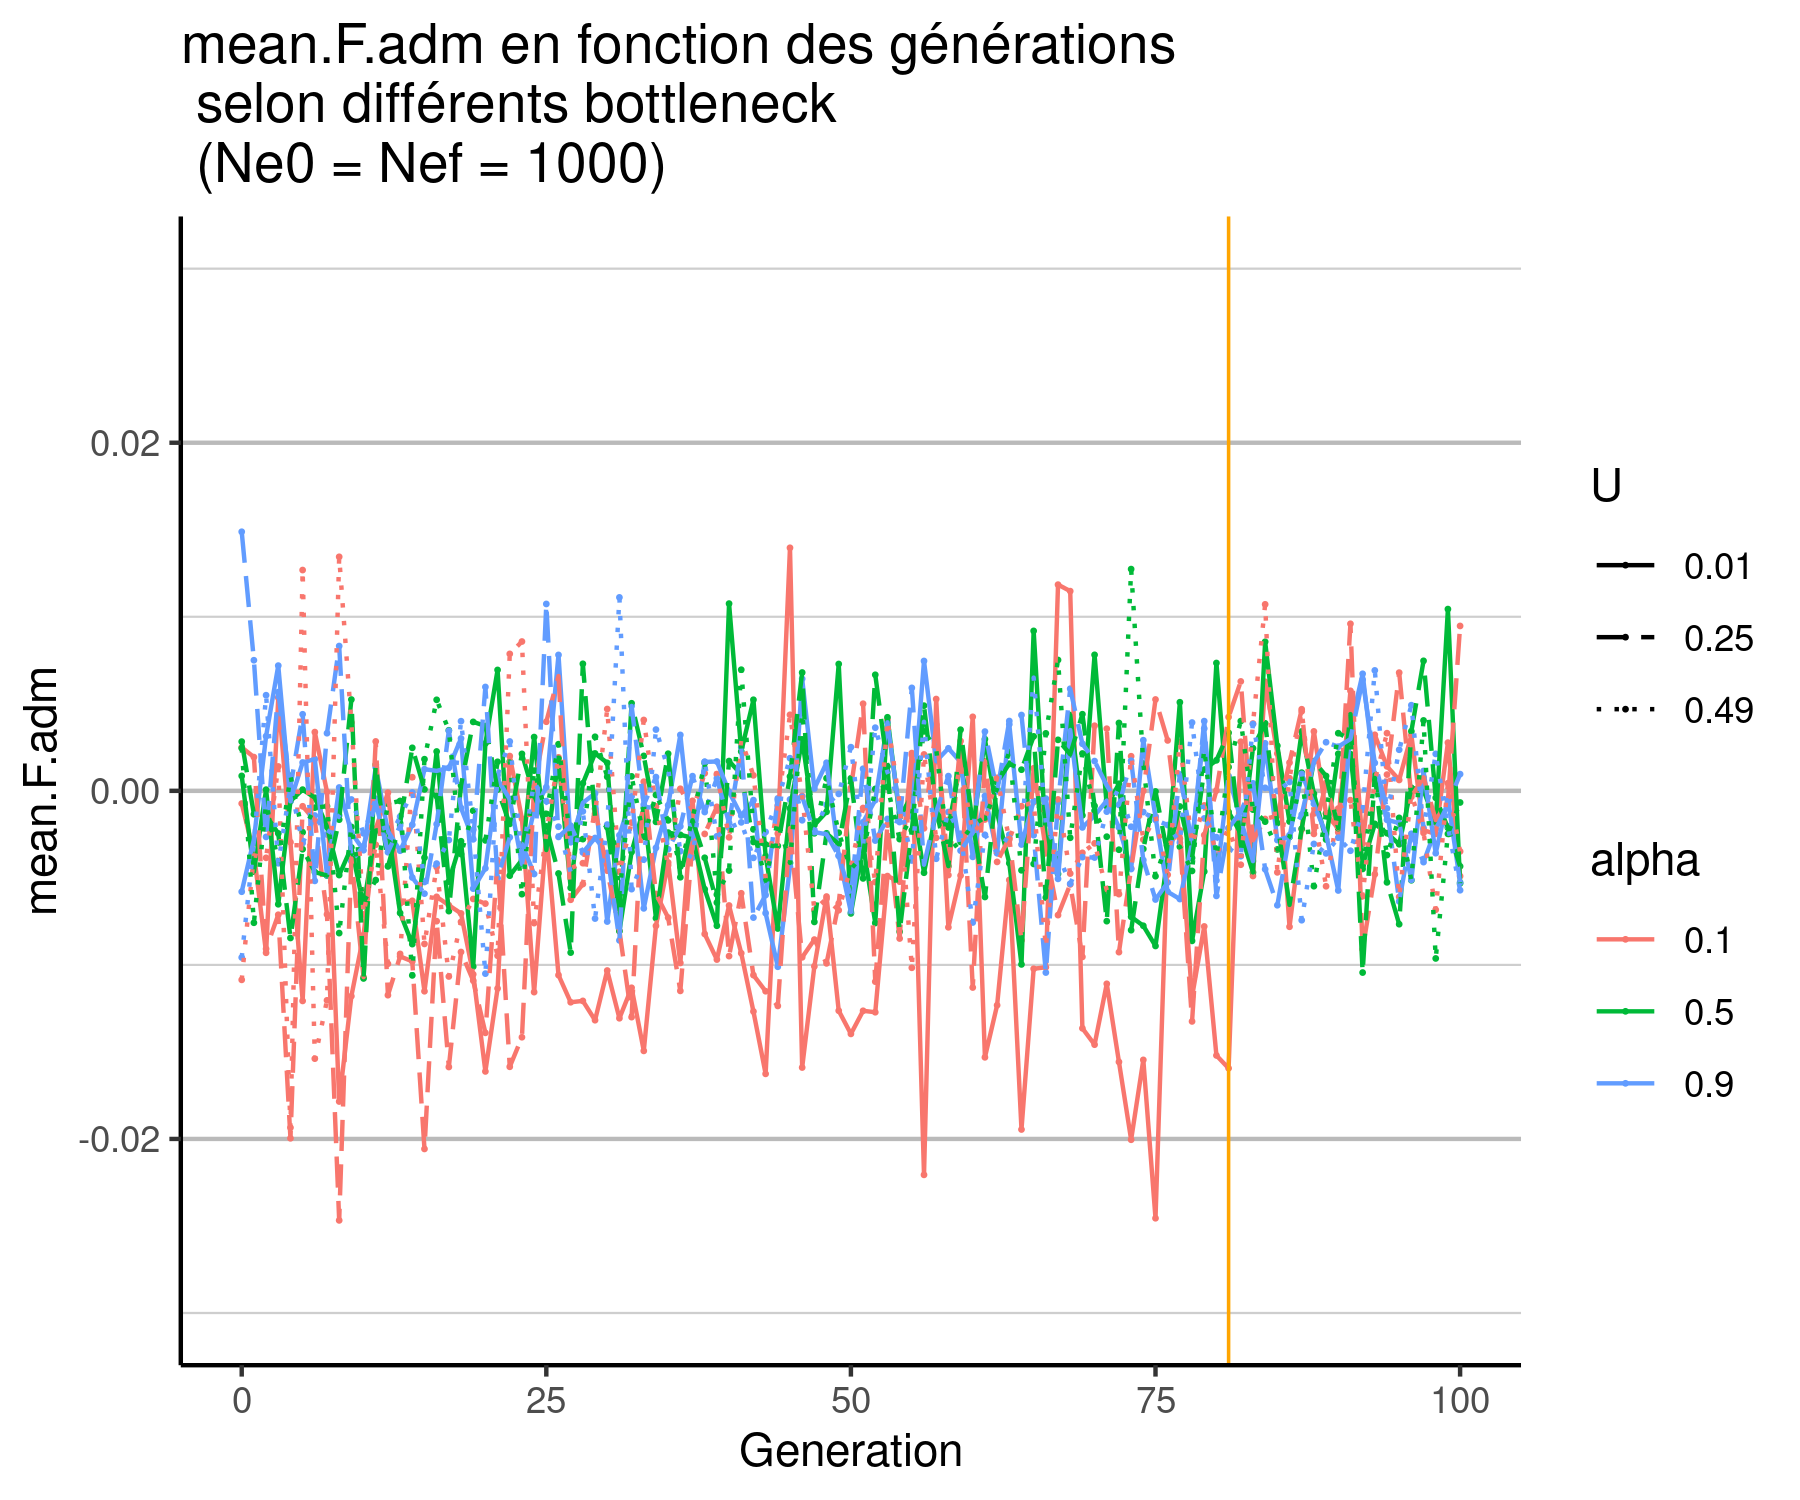 mean.F.adm en fonction des générations
selon différents bottleneck
(Ne0 = Nef = 1000)
mean.F.adm
0.02
0.00
-0.02
0
25
50
75
100
Generation
U
0.01
0.25
0.49
alpha
0.1
0.5
0.9